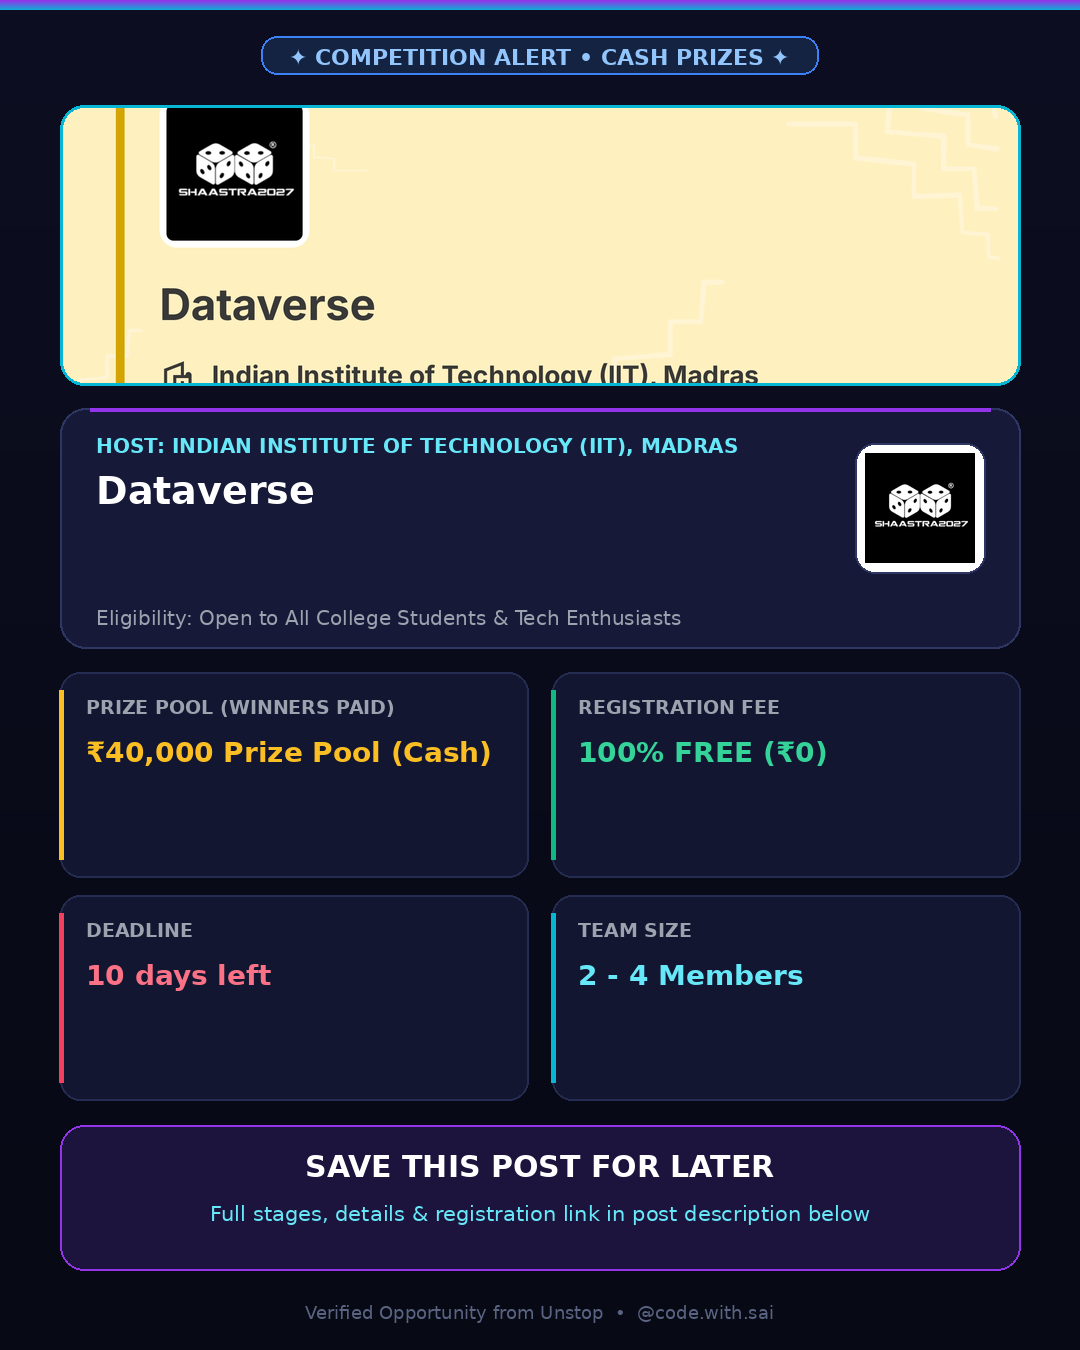 ✦ COMPETITION ALERT • CASH PRIZES ✦
SHAASTRA2027
Dataverse
Indian Institute of Technology (IIT), Madras
HOST: INDIAN INSTITUTE OF TECHNOLOGY (IIT), MADRAS
Dataverse
SHAASTRA2027
Eligibility: Open to All College Students & Tech Enthusiasts
PRIZE POOL (WINNERS PAID)
₹40,000 Prize Pool (Cash)
REGISTRATION FEE
100% FREE (₹0)
DEADLINE
10 days left
TEAM SIZE
2 - 4 Members
SAVE THIS POST FOR LATER
Full stages, details & registration link in post description below
Verified Opportunity from Unstop • @code.with.sai